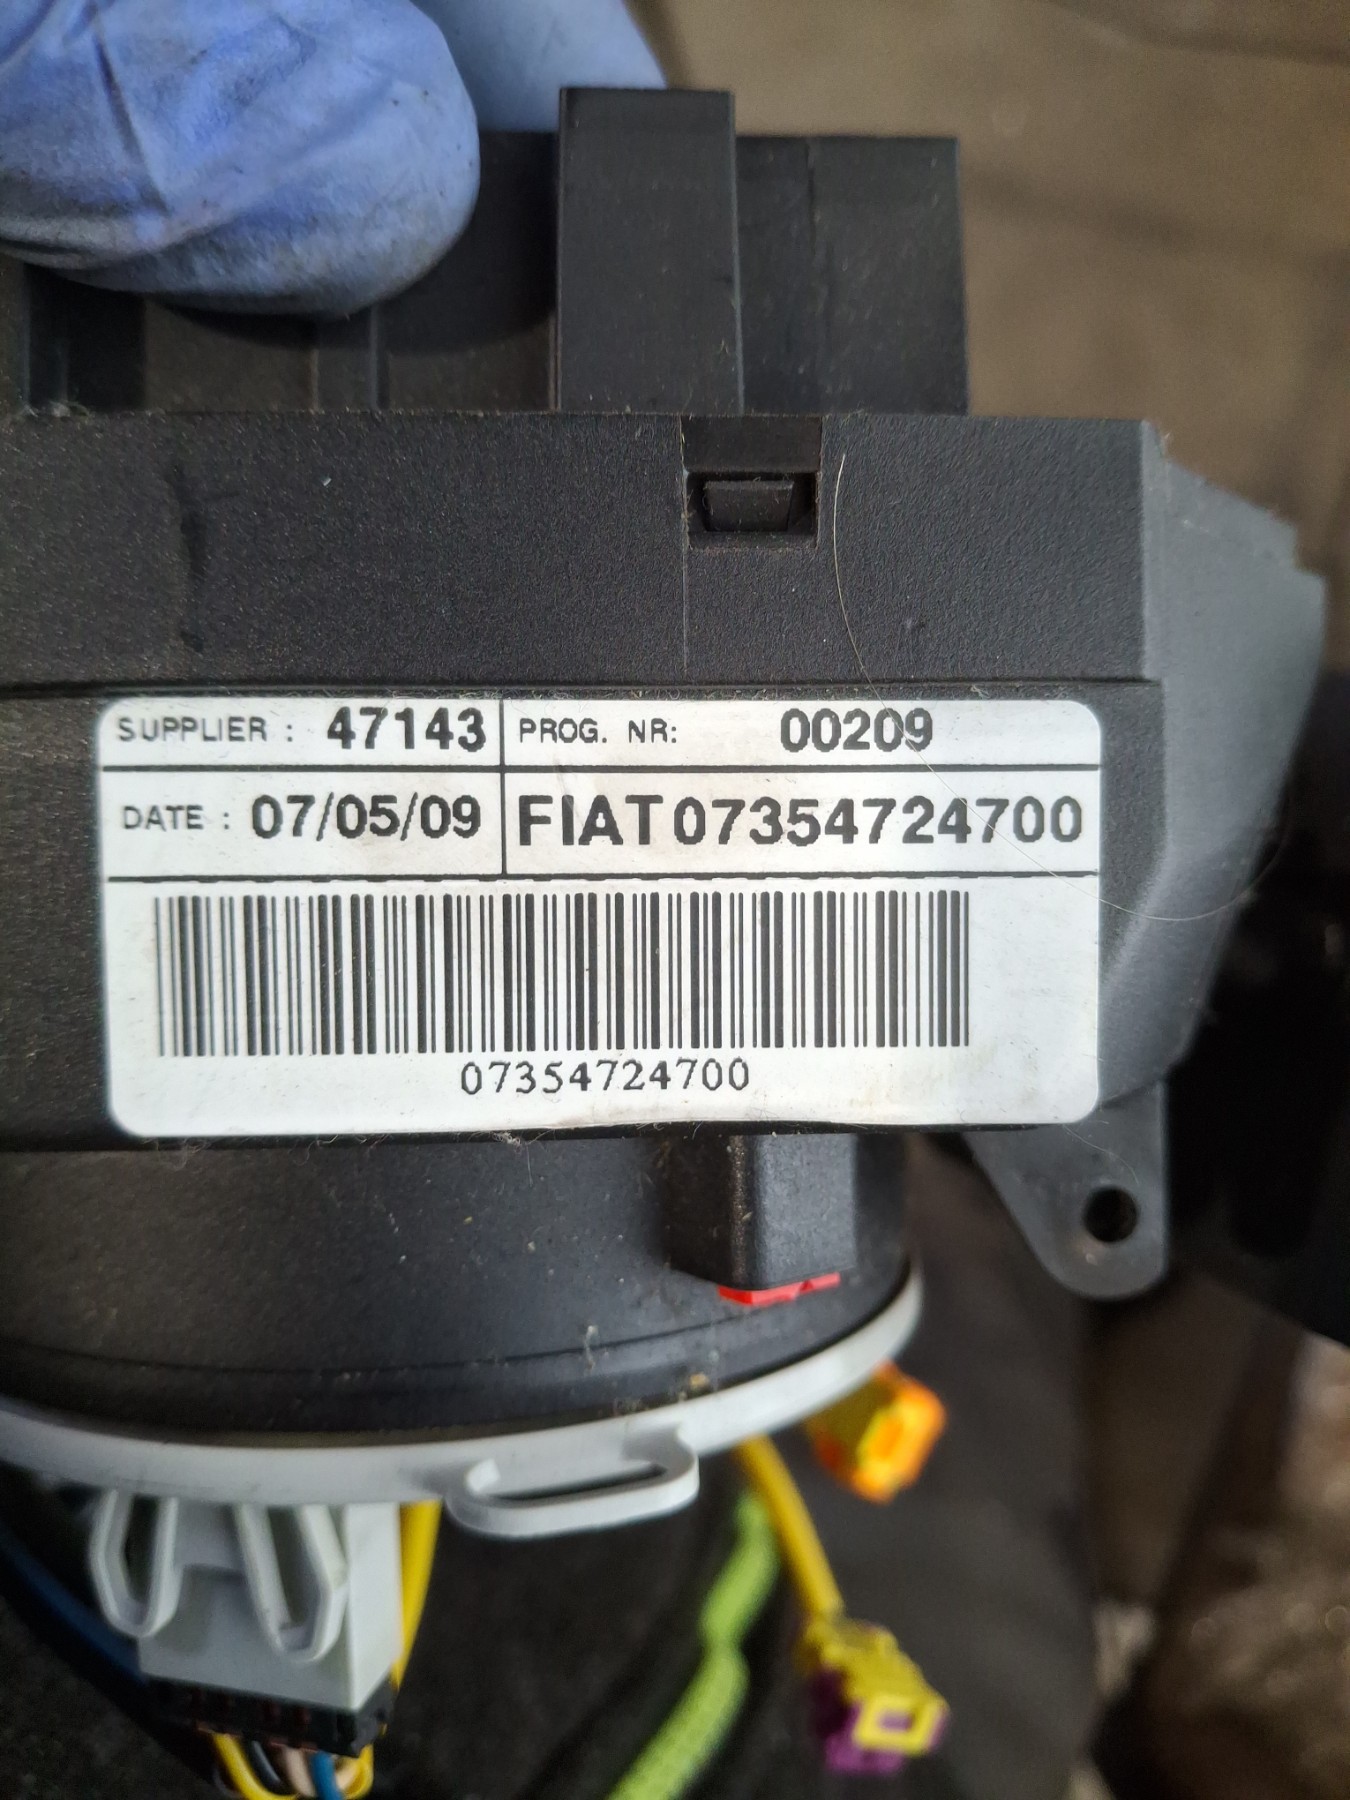 SUPPLIER : 47143
PROG. NR: 00209
DATE : 07/05/09
FIAT 07354724700
07354724700